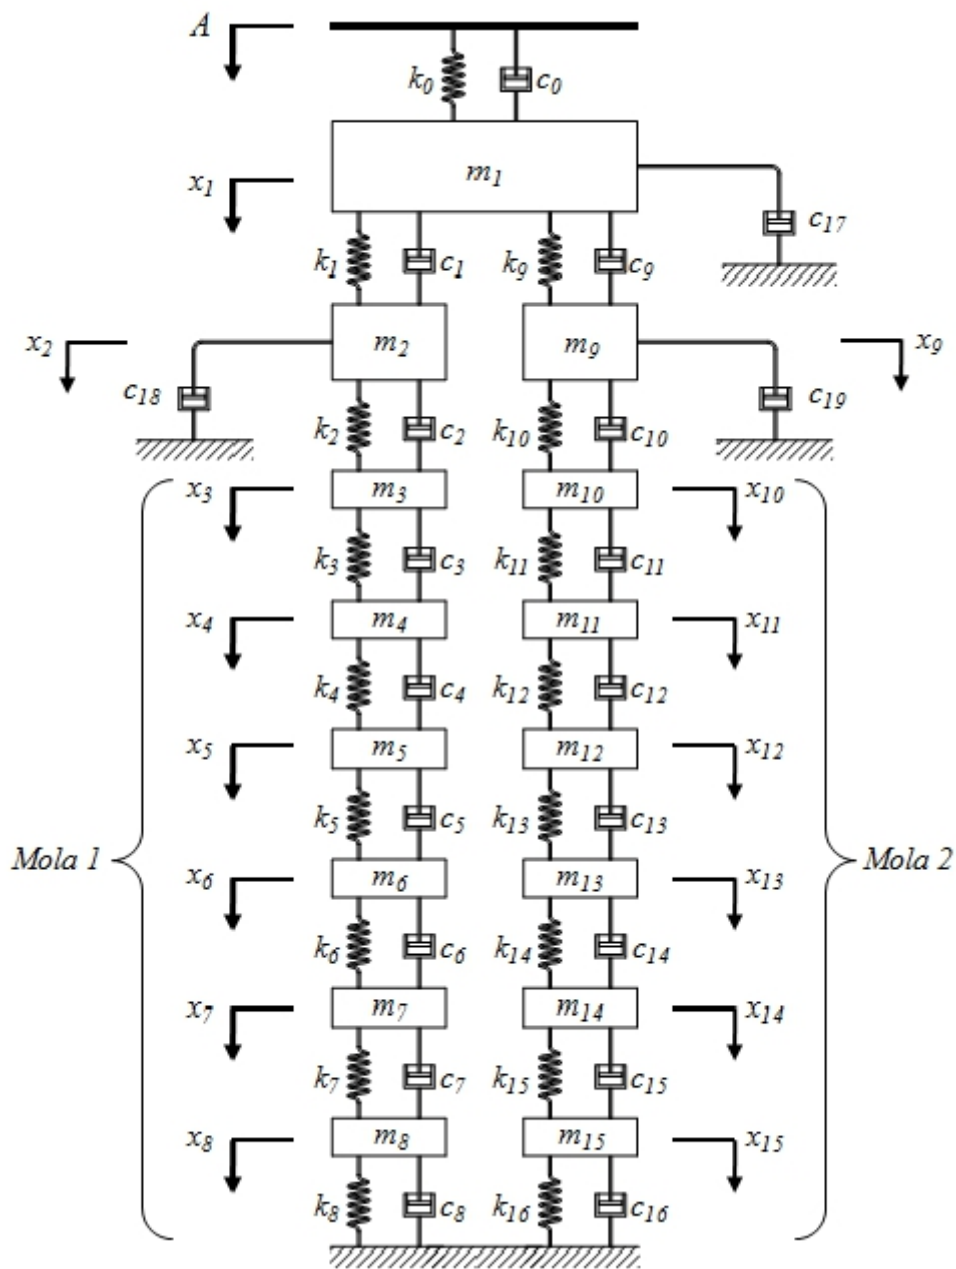 A
k0 c0
m1
x1
c17
k1 c1 k9 c9
x2 m2 m9 x9
c18 c19
k2 c2 k10 c10
x3 m3 m10 x10
k3 c3 k11 c11
x4 m4 m11 x11
k4 c4 k12 c12
x5 m5 m12 x12
k5 c5 k13 c13
Mola 1 Mola 2
x6 m6 m13 x13
k6 c6 k14 c14
x7 m7 m14 x14
k7 c7 k15 c15
x8 m8 m15 x15
k8 c8 k16 c16